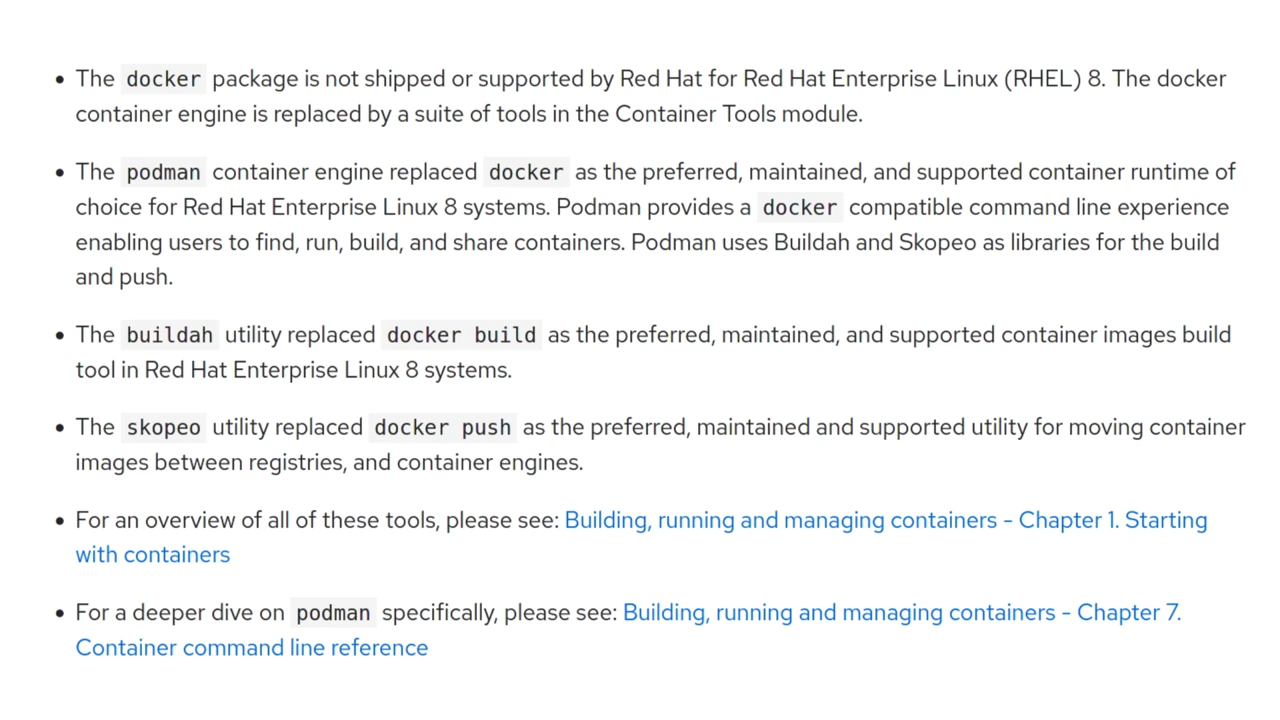 • The docker package is not shipped or supported by Red Hat for Red Hat Enterprise Linux (RHEL) 8. The docker
container engine is replaced by a suite of tools in the Container Tools module.
• The podman container engine replaced docker as the preferred, maintained, and supported container runtime of
choice for Red Hat Enterprise Linux 8 systems. Podman provides a docker compatible command line experience
enabling users to find, run, build, and share containers. Podman uses Buildah and Skopeo as libraries for the build
and push.
• The buildah utility replaced docker build as the preferred, maintained, and supported container images build
tool in Red Hat Enterprise Linux 8 systems.
• The skopeo utility replaced docker push as the preferred, maintained and supported utility for moving container
images between registries, and container engines.
• For an overview of all of these tools, please see: Building, running and managing containers - Chapter 1. Starting
with containers
• For a deeper dive on podman specifically, please see: Building, running and managing containers - Chapter 7.
Container command line reference